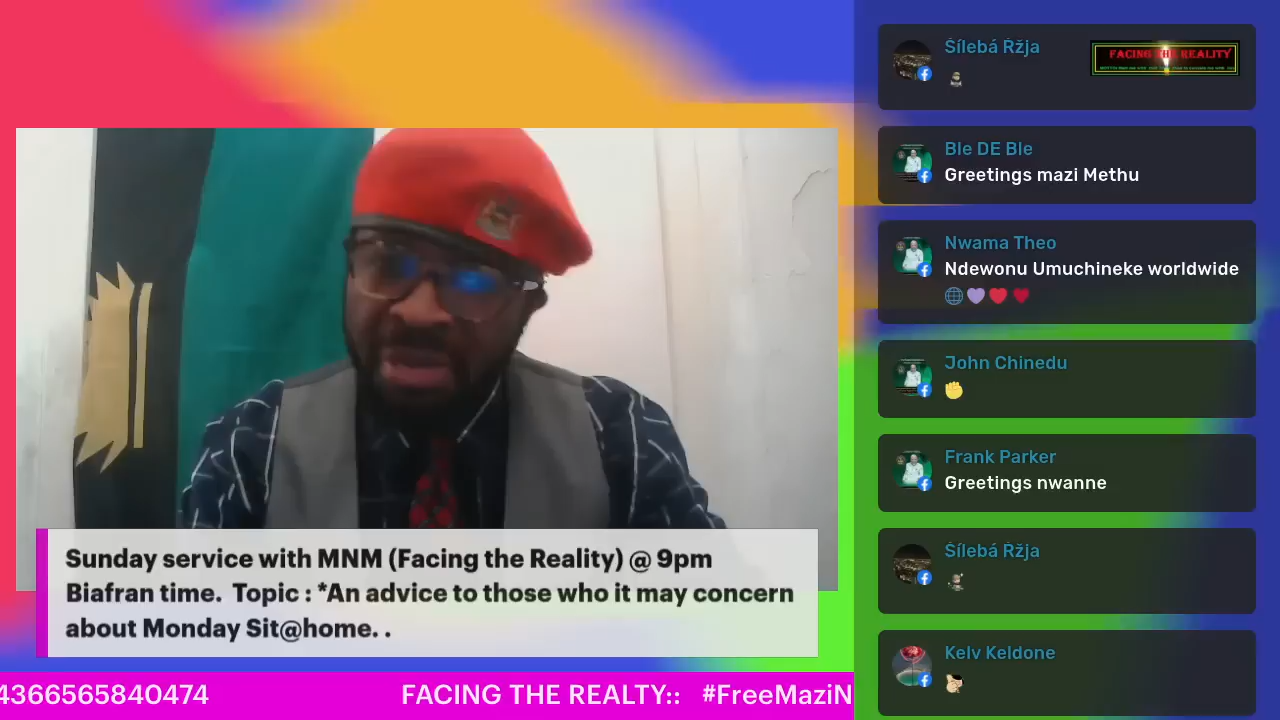 Sunday service with MNM (Facing the Reality) @ 9pm
Biafran time. Topic : *An advice to those who it may concern
about Monday Sit@home. .
4366565840474 FACING THE REALTY:: #FreeMaziN
Šílebá Řžja
FACING THE REALITY
Ble DE Ble
Greetings mazi Methu
Nwama Theo
Ndewonu Umuchineke worldwide
John Chinedu
Frank Parker
Greetings nwanne
Šílebá Řžja
Kelv Keldone